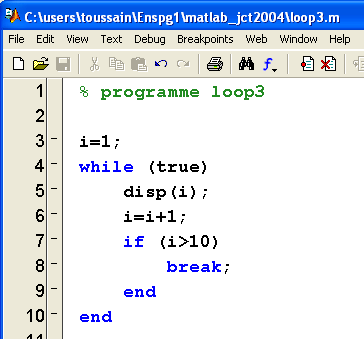 C:\users\toussain\Enspg1\matlab_jct2004\loop3.m
File Edit View Text Debug Breakpoints Web Window Help
1 % programme loop3
2
3 - i=1;
4 - while (true)
5 - disp(i);
6 - i=i+1;
7 - if (i>10)
8 - break;
9 - end
10 - end